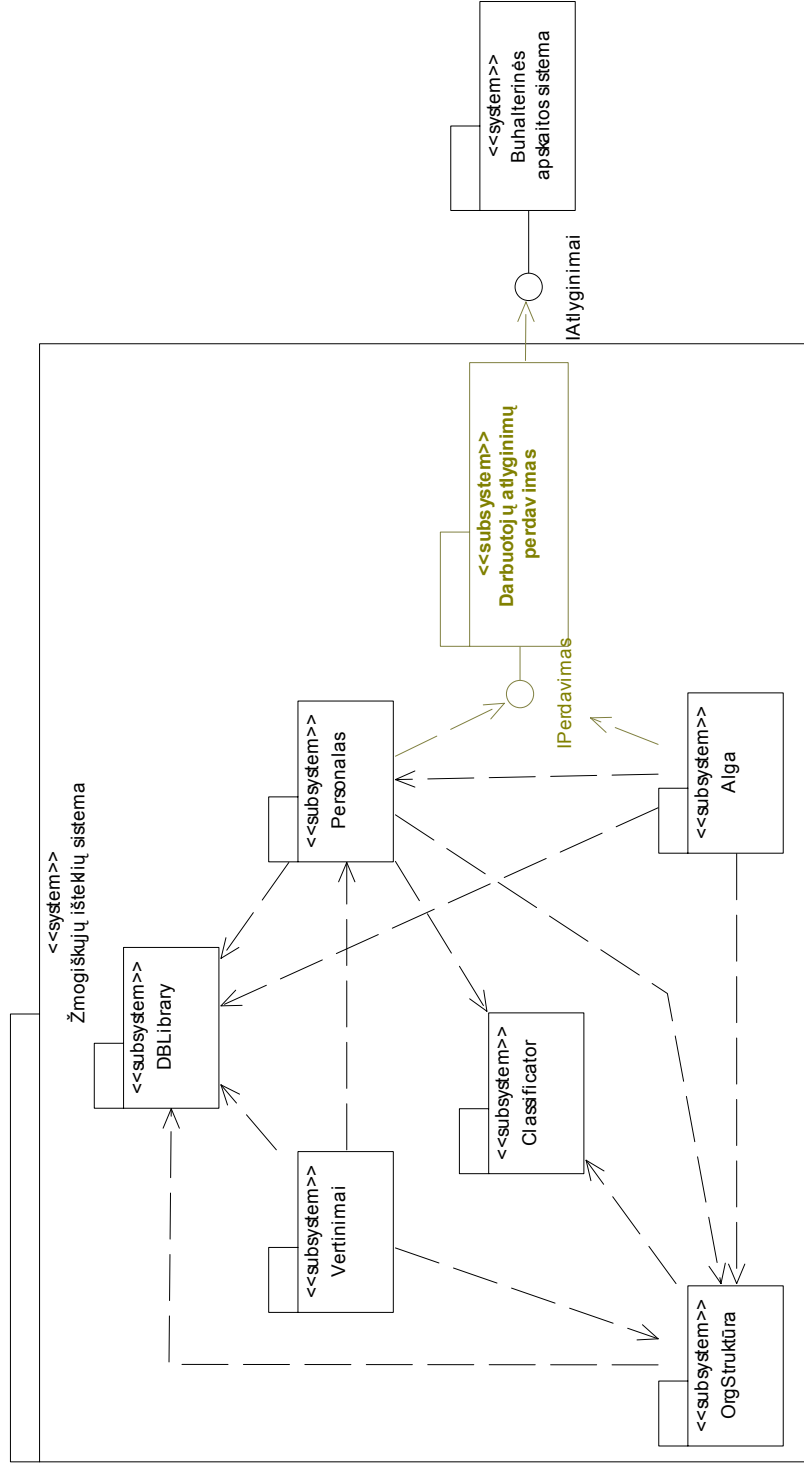 <<system>>
Žmogiškųjų išteklių sistema
<<subsystem>>
DBLibrary
<<subsystem>>
Vertinimai
<<subsystem>>
Personalas
<<subsystem>>
Classificator
<<subsystem>>
OrgStruktūra
<<subsystem>>
Alga
IPerdavimas
<<subsystem>>
Darbuotojų atlyginimų
perdavimas
IAtlyginimai
<<system>>
Buhalterinės
apskaitos sistema